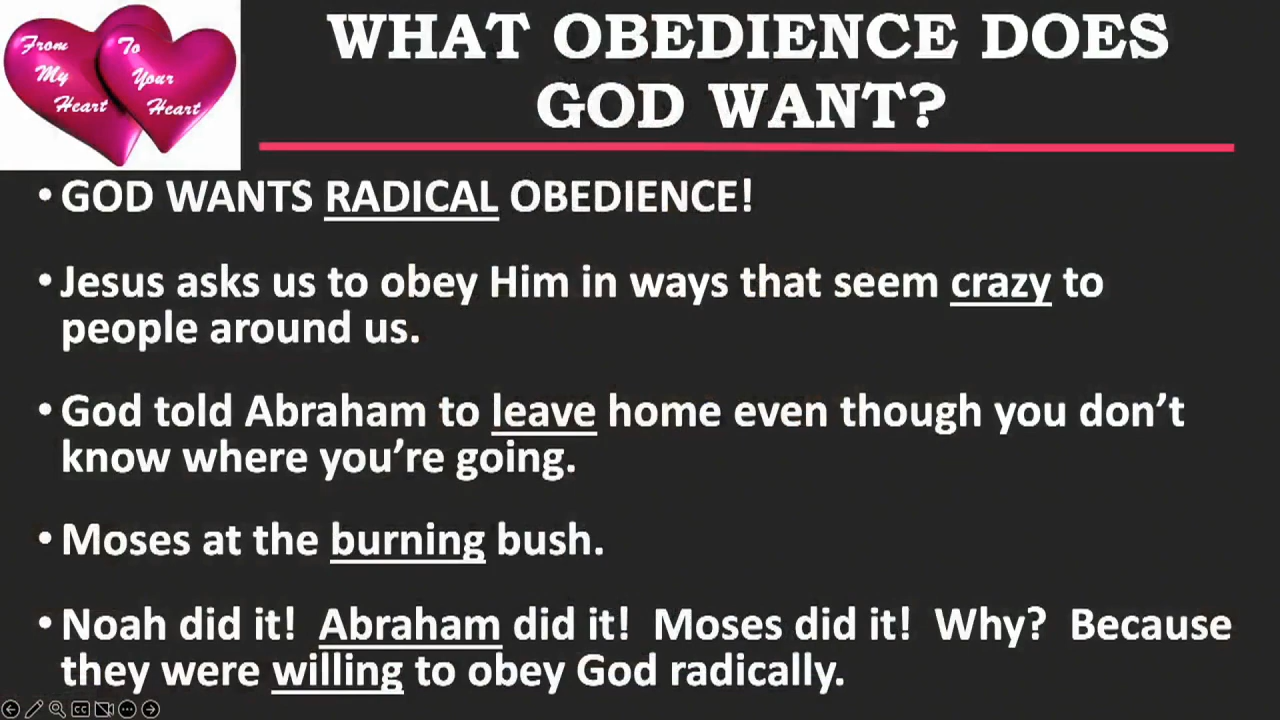 From
My
Heart
To
Your
Heart
WHAT OBEDIENCE DOES
GOD WANT?
• GOD WANTS RADICAL OBEDIENCE!
• Jesus asks us to obey Him in ways that seem crazy to
people around us.
• God told Abraham to leave home even though you don’t
know where you’re going.
• Moses at the burning bush.
• Noah did it!  Abraham did it!  Moses did it!  Why?  Because
they were willing to obey God radically.
CC